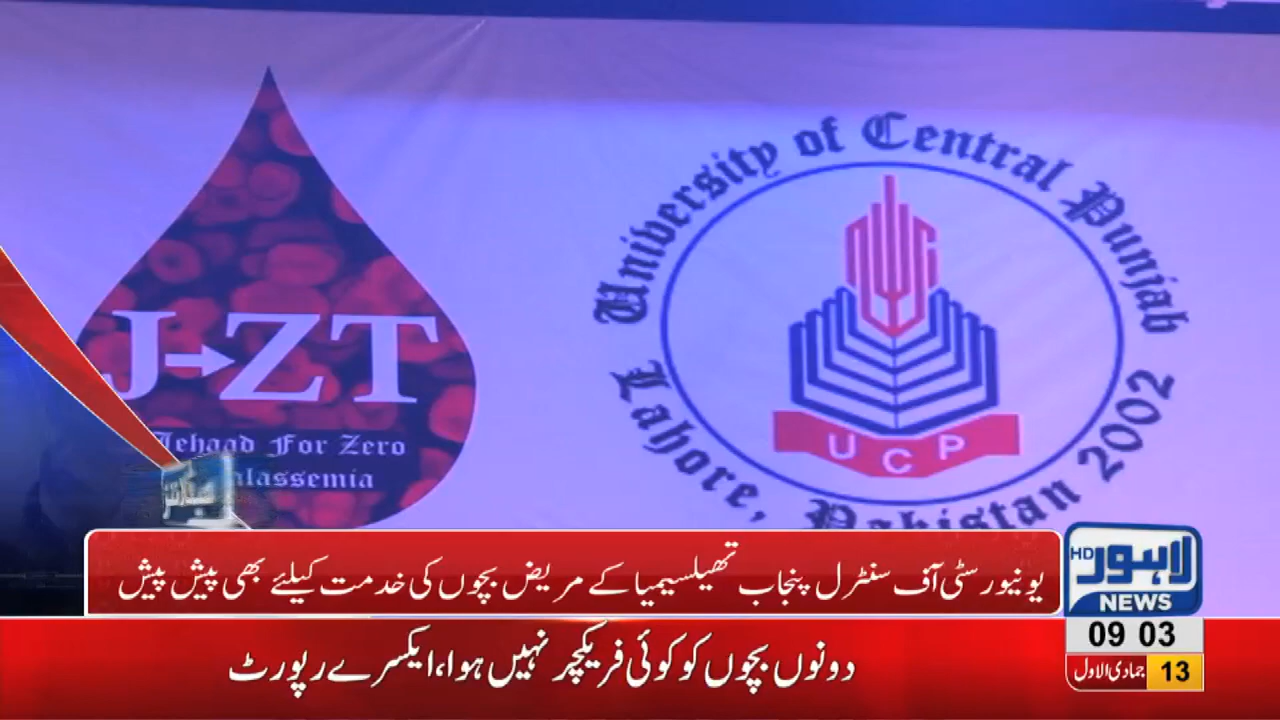 University of Central Punjab
Lahore, Pakistan 2002
UCP
J ZT
Jehaad For Zero
alassemia
یونیورسٹی آف سنٹرل پنجاب تھیلیسیمیا کے مریض بچوں کی خدمت کیلئے بھی پیش پیش
دونوں بچوں کو کوئی فریکچر نہیں ہوا، ایکسرے رپورٹ
HD لاہور
NEWS
09 03
13 جمادی الاول